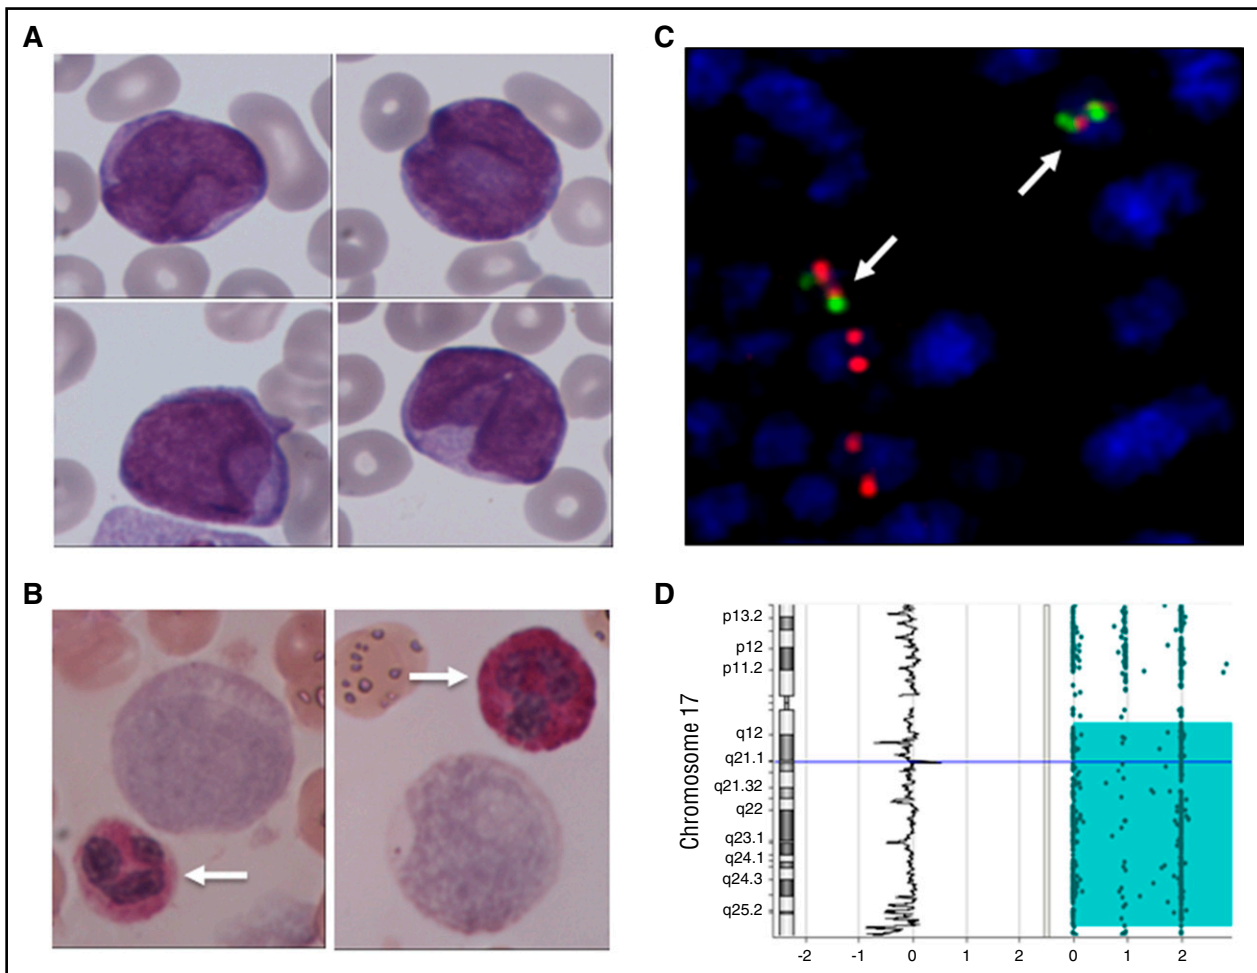 A
B
C
D
Chromosome 17
p13.2
p12
p11.2
q12
q21.1
q21.32
q22
q23.1
q24.1
q24.3
q25.2
-2 -1 0 1 2 0 1 2